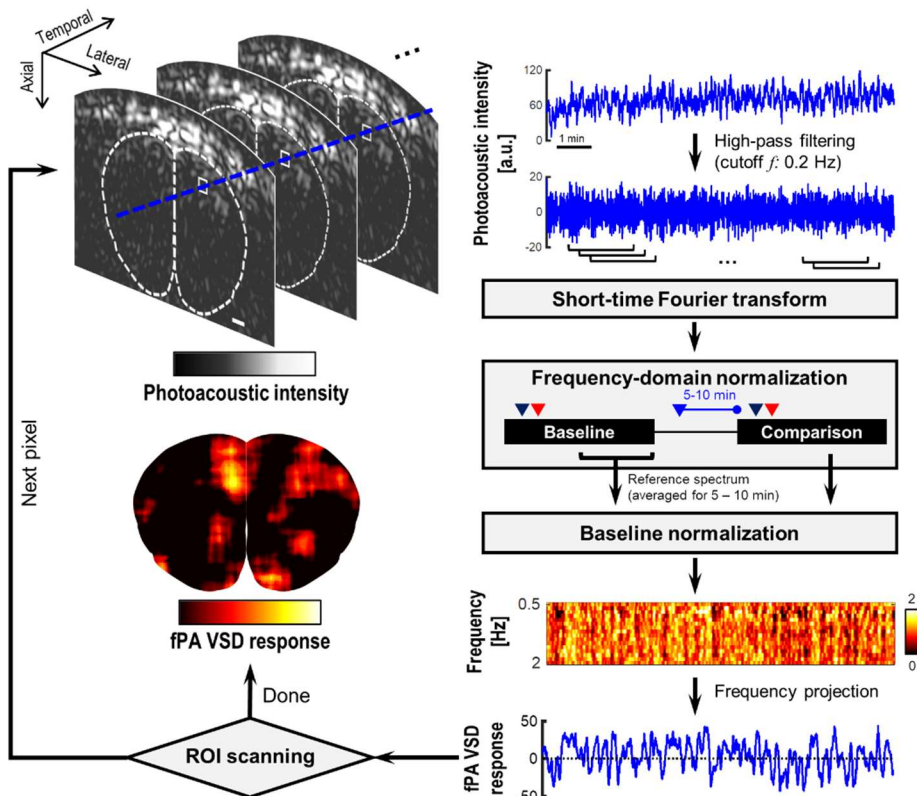 Temporal
Lateral
Axial
...
Photoacoustic intensity
Next pixel
fPA VSD response
Done
ROI scanning
Photoacoustic intensity
[a.u.]
120
60
0
1 min
High-pass filtering
(cutoff f: 0.2 Hz)
20
0
-20
...
Short-time Fourier transform
Frequency-domain normalization
5-10 min
Baseline
Comparison
Reference spectrum
(averaged for 5 – 10 min)
Baseline normalization
Frequency
[Hz]
0.5
2
2
0
Frequency projection
fPA VSD
response
50
0
50